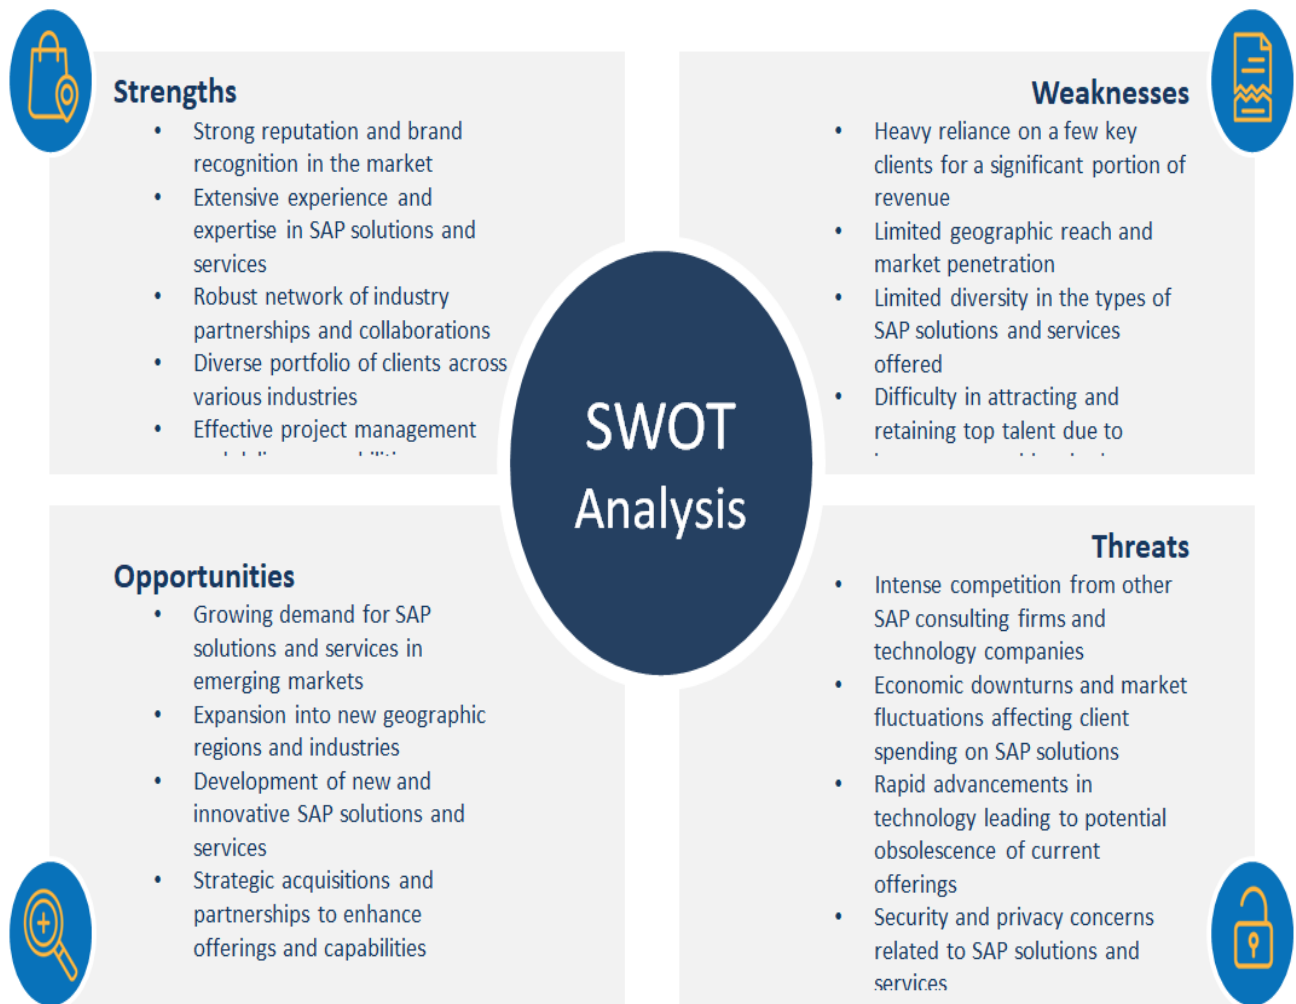 Strengths
• Strong reputation and brand
recognition in the market
• Extensive experience and
expertise in SAP solutions and
services
• Robust network of industry
partnerships and collaborations
• Diverse portfolio of clients across
various industries
• Effective project management
Weaknesses
• Heavy reliance on a few key
clients for a significant portion of
revenue
• Limited geographic reach and
market penetration
• Limited diversity in the types of
SAP solutions and services
offered
• Difficulty in attracting and
retaining top talent due to
SWOT
Analysis
Opportunities
• Growing demand for SAP
solutions and services in
emerging markets
• Expansion into new geographic
regions and industries
• Development of new and
innovative SAP solutions and
services
• Strategic acquisitions and
partnerships to enhance
offerings and capabilities
Threats
• Intense competition from other
SAP consulting firms and
technology companies
• Economic downturns and market
fluctuations affecting client
spending on SAP solutions
• Rapid advancements in
technology leading to potential
obsolescence of current
offerings
• Security and privacy concerns
related to SAP solutions and
services